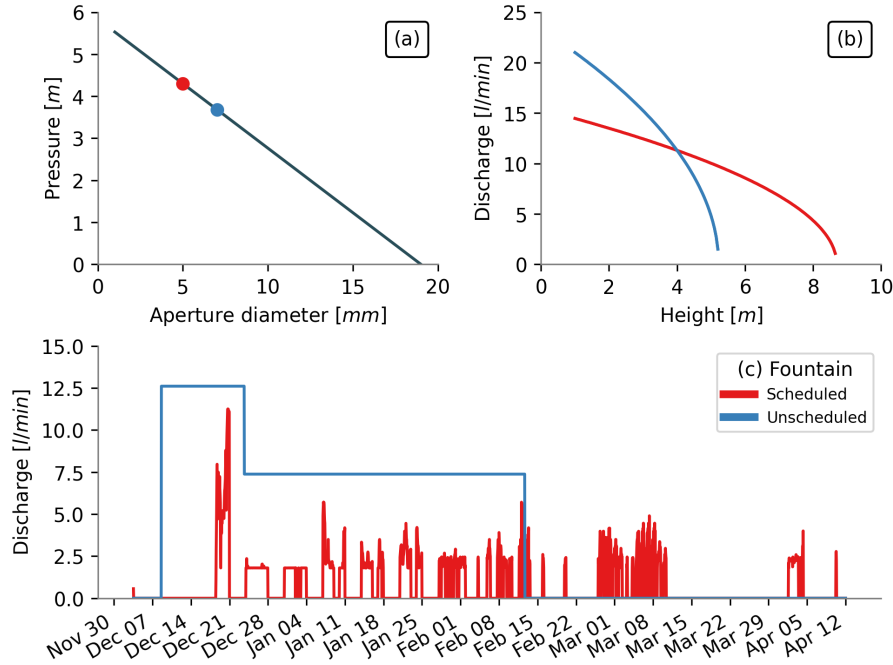 6
5
4
3
2
1
0
Pressure [m]
(a)
0 5 10 15 20
Aperture diameter [mm]
25
20
15
10
5
0
Discharge [l/min]
(b)
0 2 4 6 8 10
Height [m]
15.0
12.5
10.0
7.5
5.0
2.5
0.0
Discharge [l/min]
(c) Fountain
Scheduled
Unscheduled
Nov 30 Dec 07 Dec 14 Dec 21 Dec 28 Jan 04 Jan 11 Jan 18 Jan 25 Feb 01 Feb 08 Feb 15 Feb 22 Mar 01 Mar 08 Mar 15 Mar 22 Mar 29 Apr 05 Apr 12